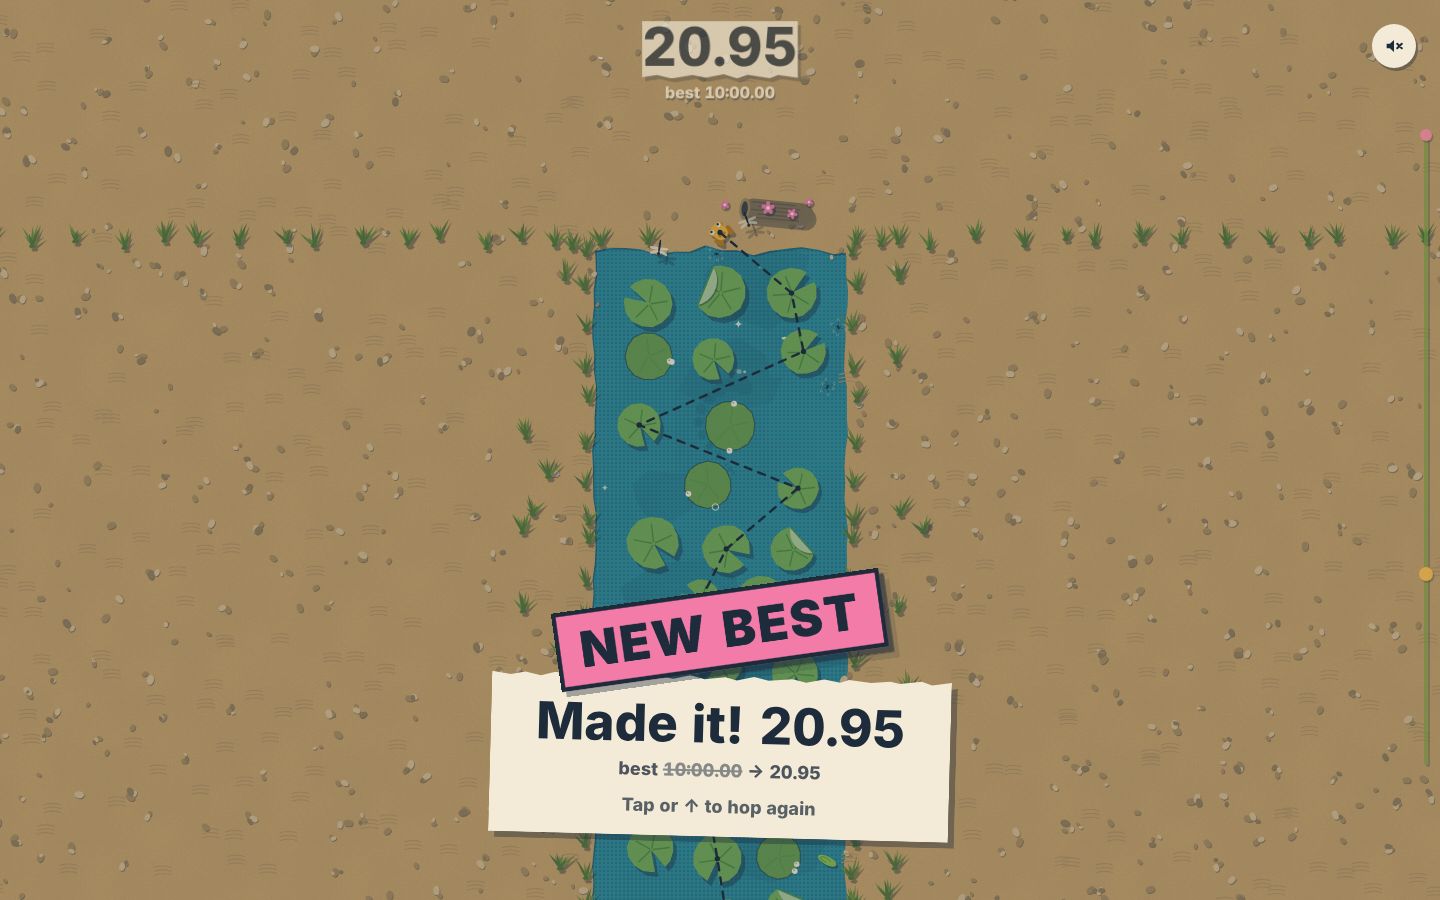 20.95
best 10:00.00
NEW BEST
Made it! 20.95
best 10:00.00 → 20.95
Tap or ↑ to hop again